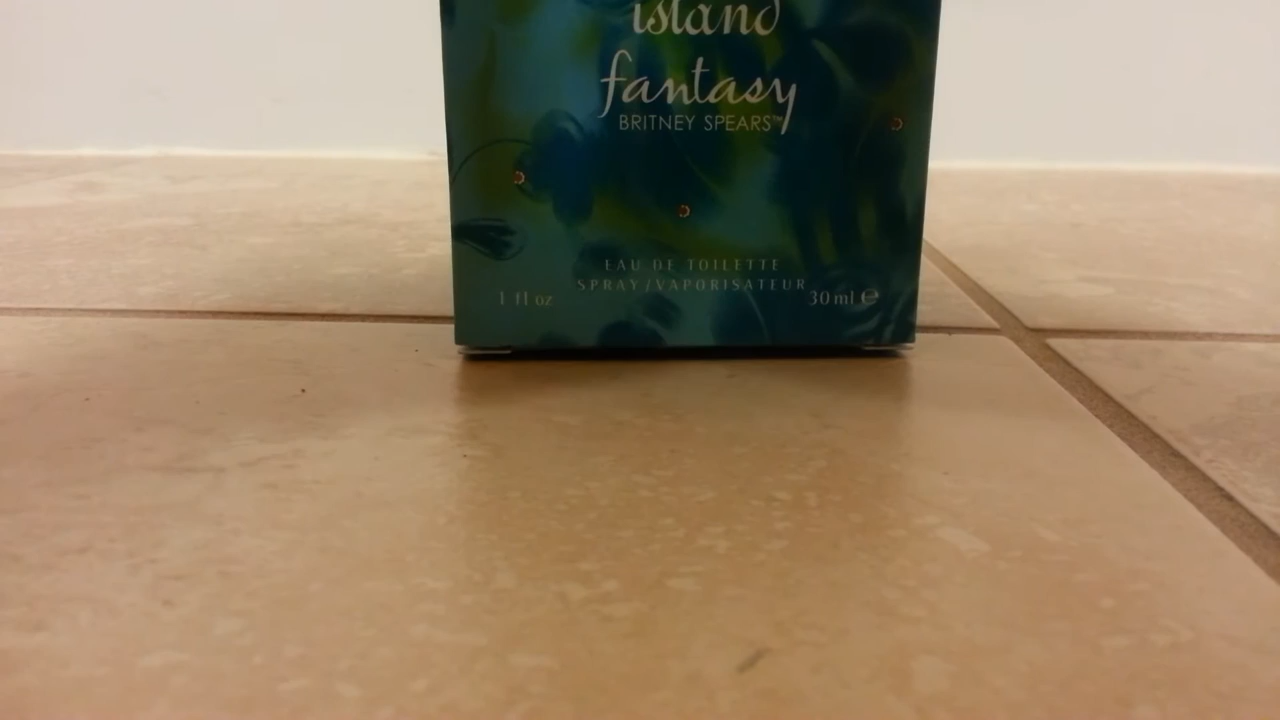 island
fantasy
BRITNEY SPEARS™
EAU DE TOILETTE
SPRAY/VAPORISATEUR
1 fl oz 30 ml ℮